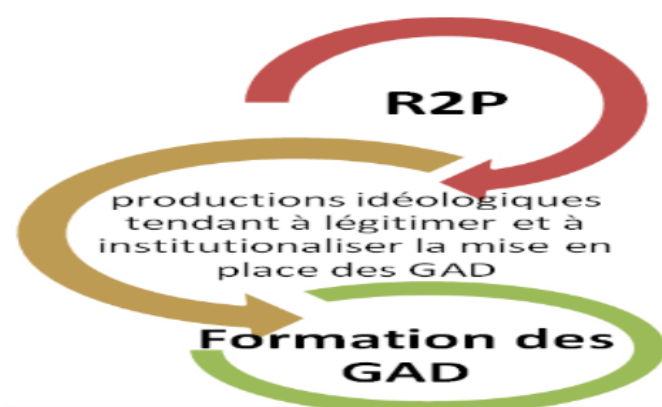 R2P
productions idéologiques
tendant à légitimer et à
institutionaliser la mise en
place des GAD
Formation des
GAD